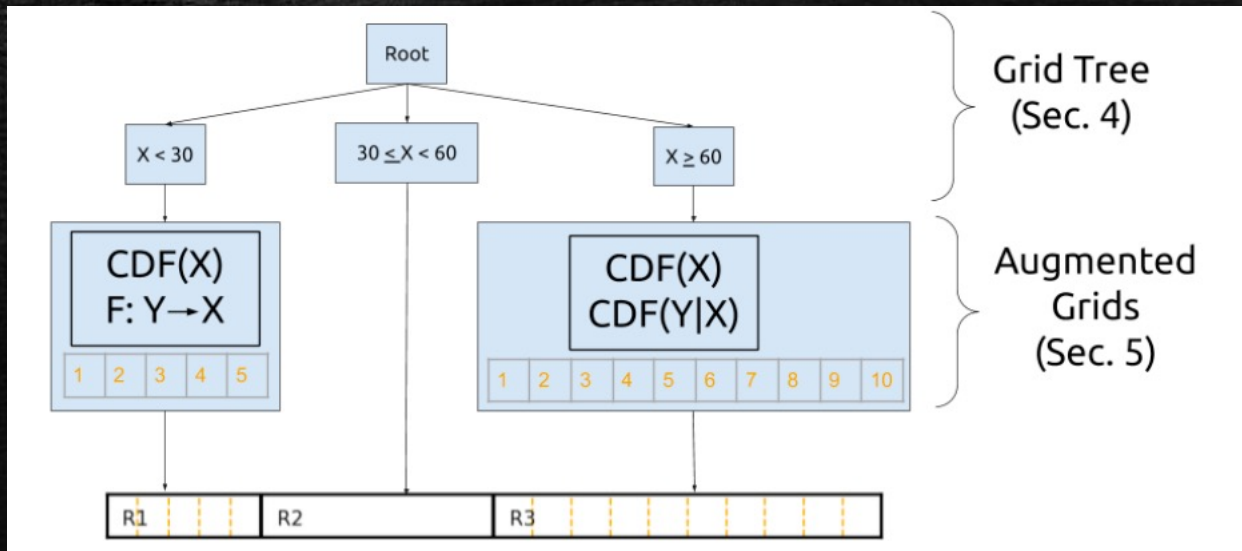 Root
X < 30
30 ≤ X < 60
X ≥ 60
Grid Tree
(Sec. 4)
CDF(X)
F: Y→X
1 2 3 4 5
CDF(X)
CDF(Y|X)
1 2 3 4 5 6 7 8 9 10
Augmented
Grids
(Sec. 5)
R1
R2
R3